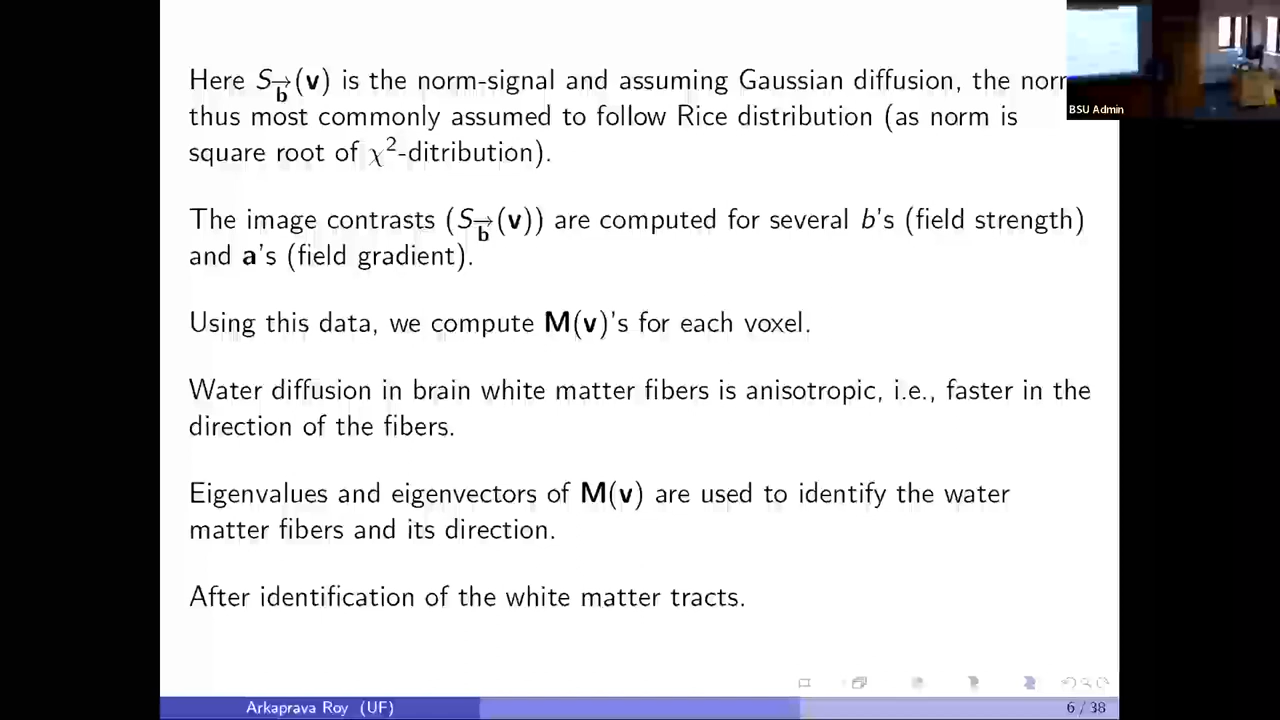 Here S_b⃗(v) is the norm-signal and assuming Gaussian diffusion, the nor
thus most commonly assumed to follow Rice distribution (as norm is
square root of χ²-ditribution).
The image contrasts (S_b⃗(v)) are computed for several b's (field strength)
and a's (field gradient).
Using this data, we compute M(v)'s for each voxel.
Water diffusion in brain white matter fibers is anisotropic, i.e., faster in the
direction of the fibers.
Eigenvalues and eigenvectors of M(v) are used to identify the water
matter fibers and its direction.
After identification of the white matter tracts.
Arkaprava Roy (UF)
6 / 38
BSU Admin